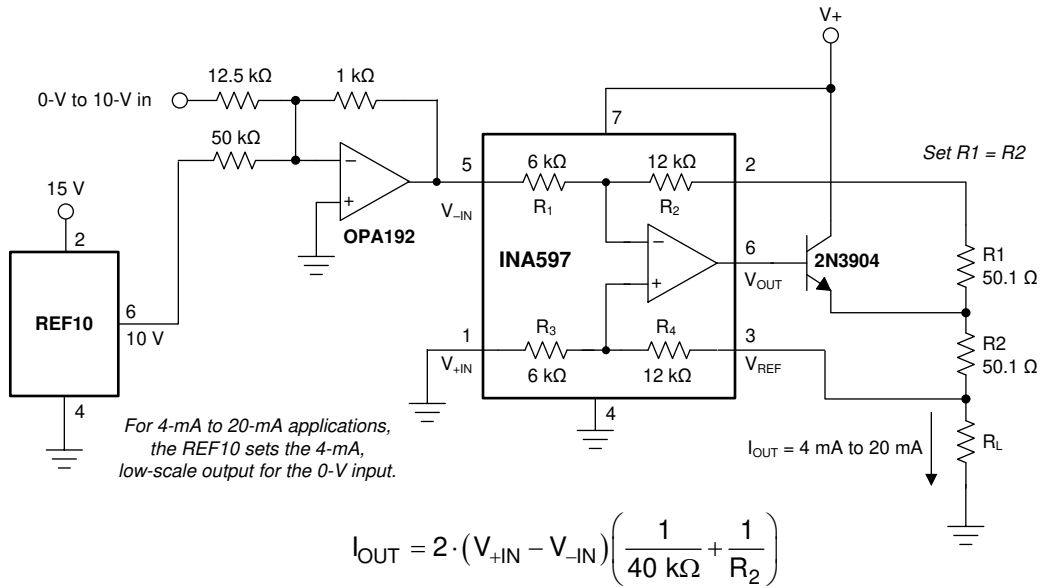 V+
12.5 kΩ
1 kΩ
0-V to 10-V in
50 kΩ
7
5
6 kΩ
12 kΩ
2
Set R1 = R2
V–IN
R₁
R₂
15 V
OPA192
2
INA597
6
2N3904
R1
50.1 Ω
VOUT
REF10
6
10 V
1
R₃
R₄
3
R2
50.1 Ω
V+IN
6 kΩ
12 kΩ
VREF
4
4
For 4-mA to 20-mA applications,
the REF10 sets the 4-mA,
low-scale output for the 0-V input.
IOUT = 4 mA to 20 mA
RL
IOUT = 2·(V+IN – V–IN)(1/40 kΩ + 1/R₂)